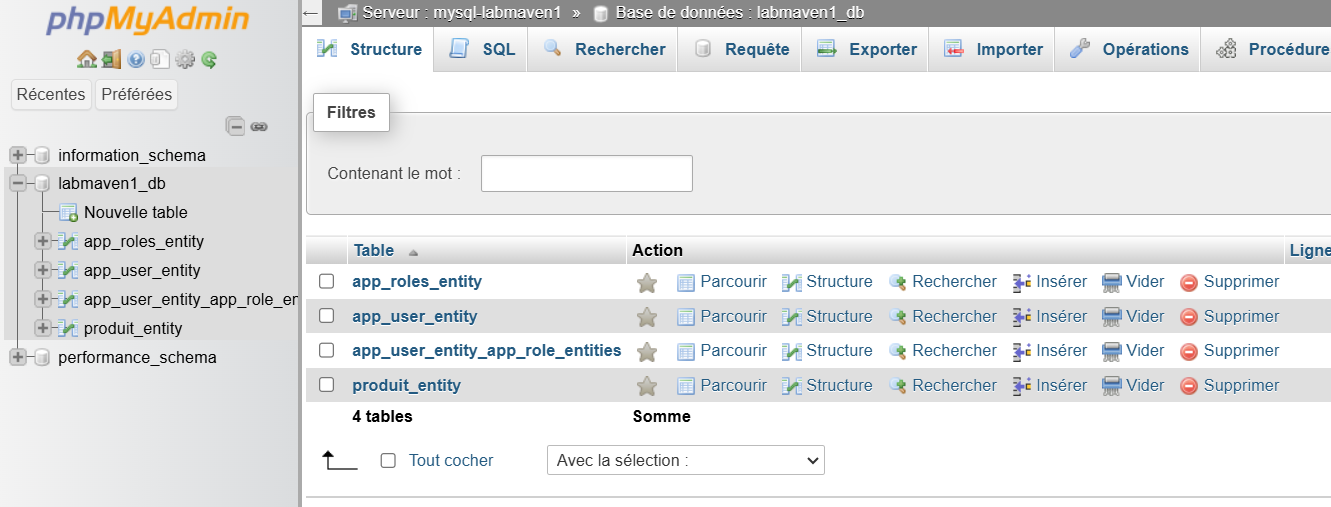 phpMyAdmin
Récentes Préférées
information_schema
labmaven1_db
Nouvelle table
app_roles_entity
app_user_entity
app_user_entity_app_role_en
produit_entity
performance_schema
← Serveur : mysql-labmaven1 » Base de données : labmaven1_db
Structure SQL Rechercher Requête Exporter Importer Opérations Procédure
Filtres
Contenant le mot :
Table Action Ligne
app_roles_entity Parcourir Structure Rechercher Insérer Vider Supprimer
app_user_entity Parcourir Structure Rechercher Insérer Vider Supprimer
app_user_entity_app_role_entities Parcourir Structure Rechercher Insérer Vider Supprimer
produit_entity Parcourir Structure Rechercher Insérer Vider Supprimer
4 tables Somme
Tout cocher Avec la sélection :